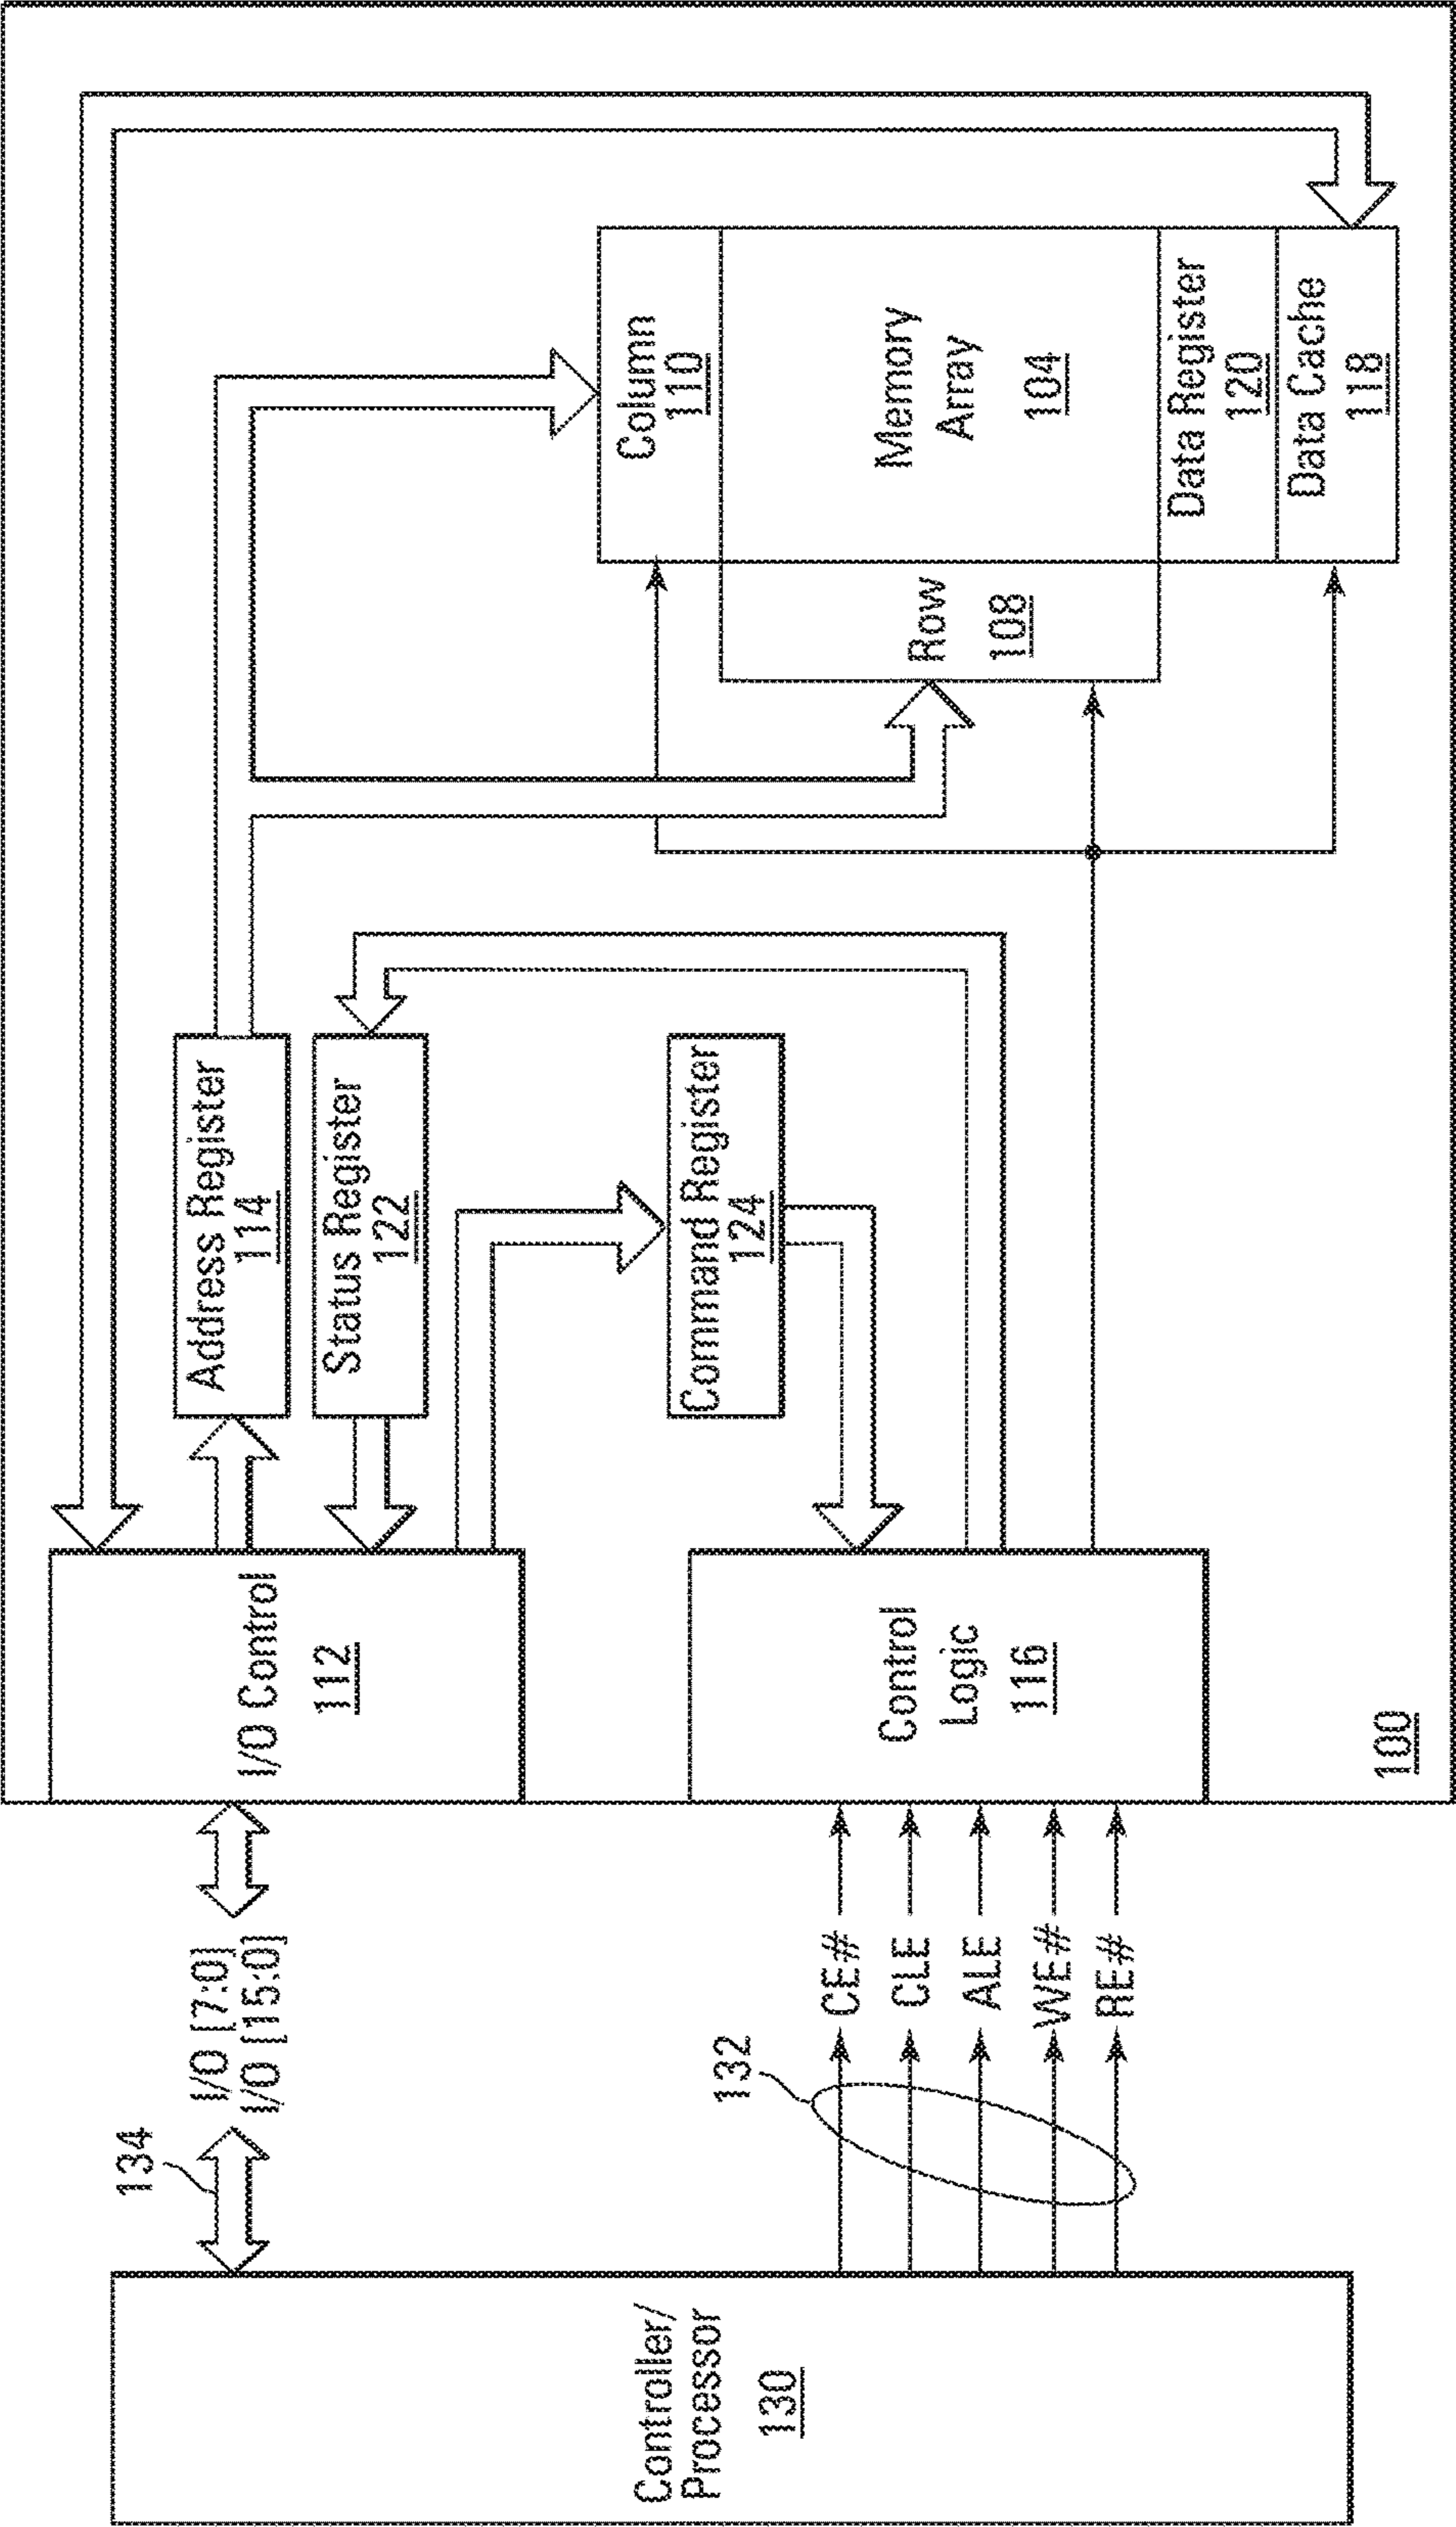 Controller/
Processor
130
134
I/O [7:0]
I/O [15:0]
132
CE#
CLE
ALE
WE#
RE#
I/O Control
112
Control
Logic
116
100
Address Register
114
Status Register
122
Command Register
124
Column
110
Row
108
Memory
Array
104
Data Register
120
Data Cache
118